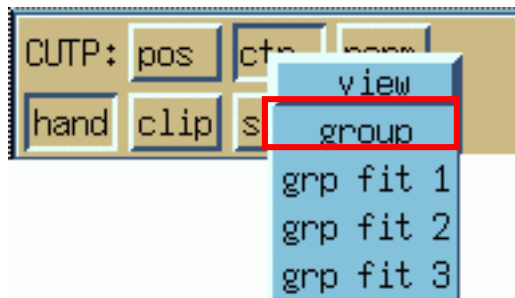 CUTP: pos
hand clip
view
group
grp fit 1
grp fit 2
grp fit 3